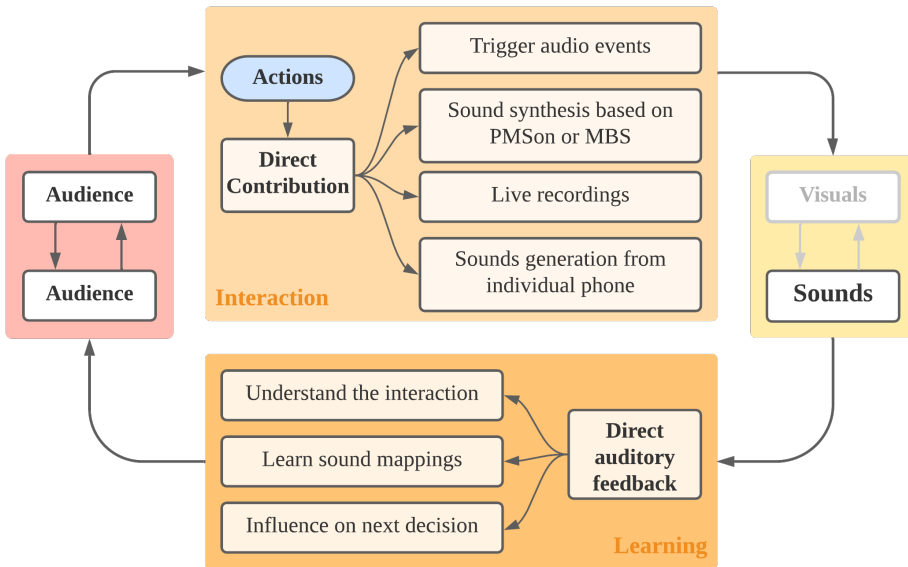 Actions
Direct
Contribution
Trigger audio events
Sound synthesis based on
PMSon or MBS
Live recordings
Sounds generation from
individual phone
Interaction
Audience
Audience
Visuals
Sounds
Understand the interaction
Learn sound mappings
Influence on next decision
Direct
auditory
feedback
Learning